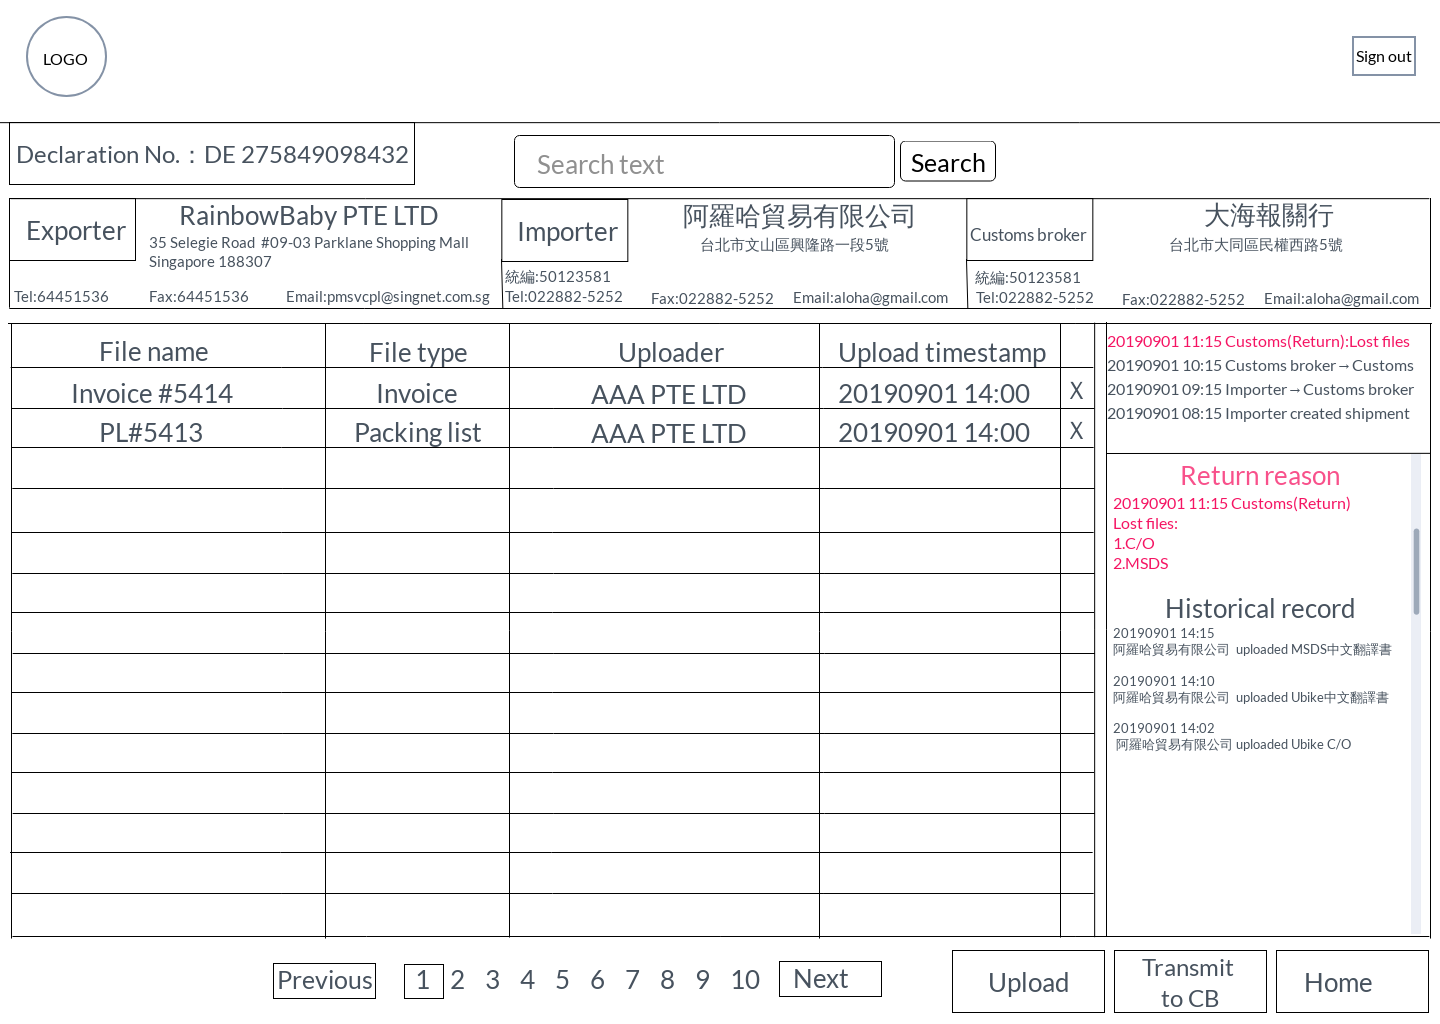 LOGO
Sign out
Declaration No.：DE 275849098432
Search text
Search
Exporter
RainbowBaby PTE LTD
35 Selegie Road #09-03 Parklane Shopping Mall
Singapore 188307
Tel:64451536
Fax:64451536
Email:pmsvcpl@singnet.com.sg
Importer
阿羅哈貿易有限公司
台北市文山區興隆路一段5號
統編:50123581
Tel:022882-5252
Fax:022882-5252
Email:aloha@gmail.com
Customs broker
大海報關行
台北市大同區民權西路5號
統編:50123581
Tel:022882-5252
Fax:022882-5252
Email:aloha@gmail.com
File name File type Uploader Upload timestamp
Invoice #5414 Invoice AAA PTE LTD 20190901 14:00 X
PL#5413 Packing list AAA PTE LTD 20190901 14:00 X
20190901 11:15 Customs(Return):Lost files
20190901 10:15 Customs broker→Customs
20190901 09:15 Importer→Customs broker
20190901 08:15 Importer created shipment
Return reason
20190901 11:15 Customs(Return)
Lost files:
1.C/O
2.MSDS
Historical record
20190901 14:15
阿羅哈貿易有限公司 uploaded MSDS中文翻譯書
20190901 14:10
阿羅哈貿易有限公司 uploaded Ubike中文翻譯書
20190901 14:02
阿羅哈貿易有限公司 uploaded Ubike C/O
Previous 1 2 3 4 5 6 7 8 9 10 Next
Upload
Transmit
to CB
Home